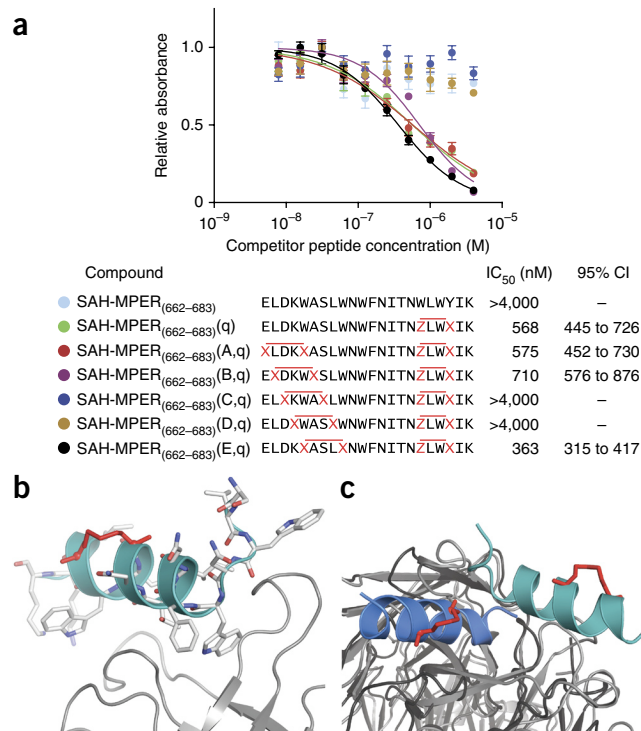 a
Relative absorbance
1.0
0.5
0
10⁻⁹ 10⁻⁸ 10⁻⁷ 10⁻⁶ 10⁻⁵
Competitor peptide concentration (M)
Compound IC₅₀ (nM) 95% CI
SAH-MPER₍₆₆₂₋₆₈₃₎ ELDKWASLWNWFNITNWLWYIK >4,000 –
SAH-MPER₍₆₆₂₋₆₈₃₎(q) ELDKWASLWNWFNITNZLWXIK 568 445 to 726
SAH-MPER₍₆₆₂₋₆₈₃₎(A,q) XLDKXASLWNWFNITNZLWXIK 575 452 to 730
SAH-MPER₍₆₆₂₋₆₈₃₎(B,q) EXDKWXSLWNWFNITNZLWXIK 710 576 to 876
SAH-MPER₍₆₆₂₋₆₈₃₎(C,q) ELXKWAXLWNWFNITNZLWXIK >4,000 –
SAH-MPER₍₆₆₂₋₆₈₃₎(D,q) ELDXWASXWNWFNITNZLWXIK >4,000 –
SAH-MPER₍₆₆₂₋₆₈₃₎(E,q) ELDKXASLXNWFNITNZLWXIK 363 315 to 417
b c